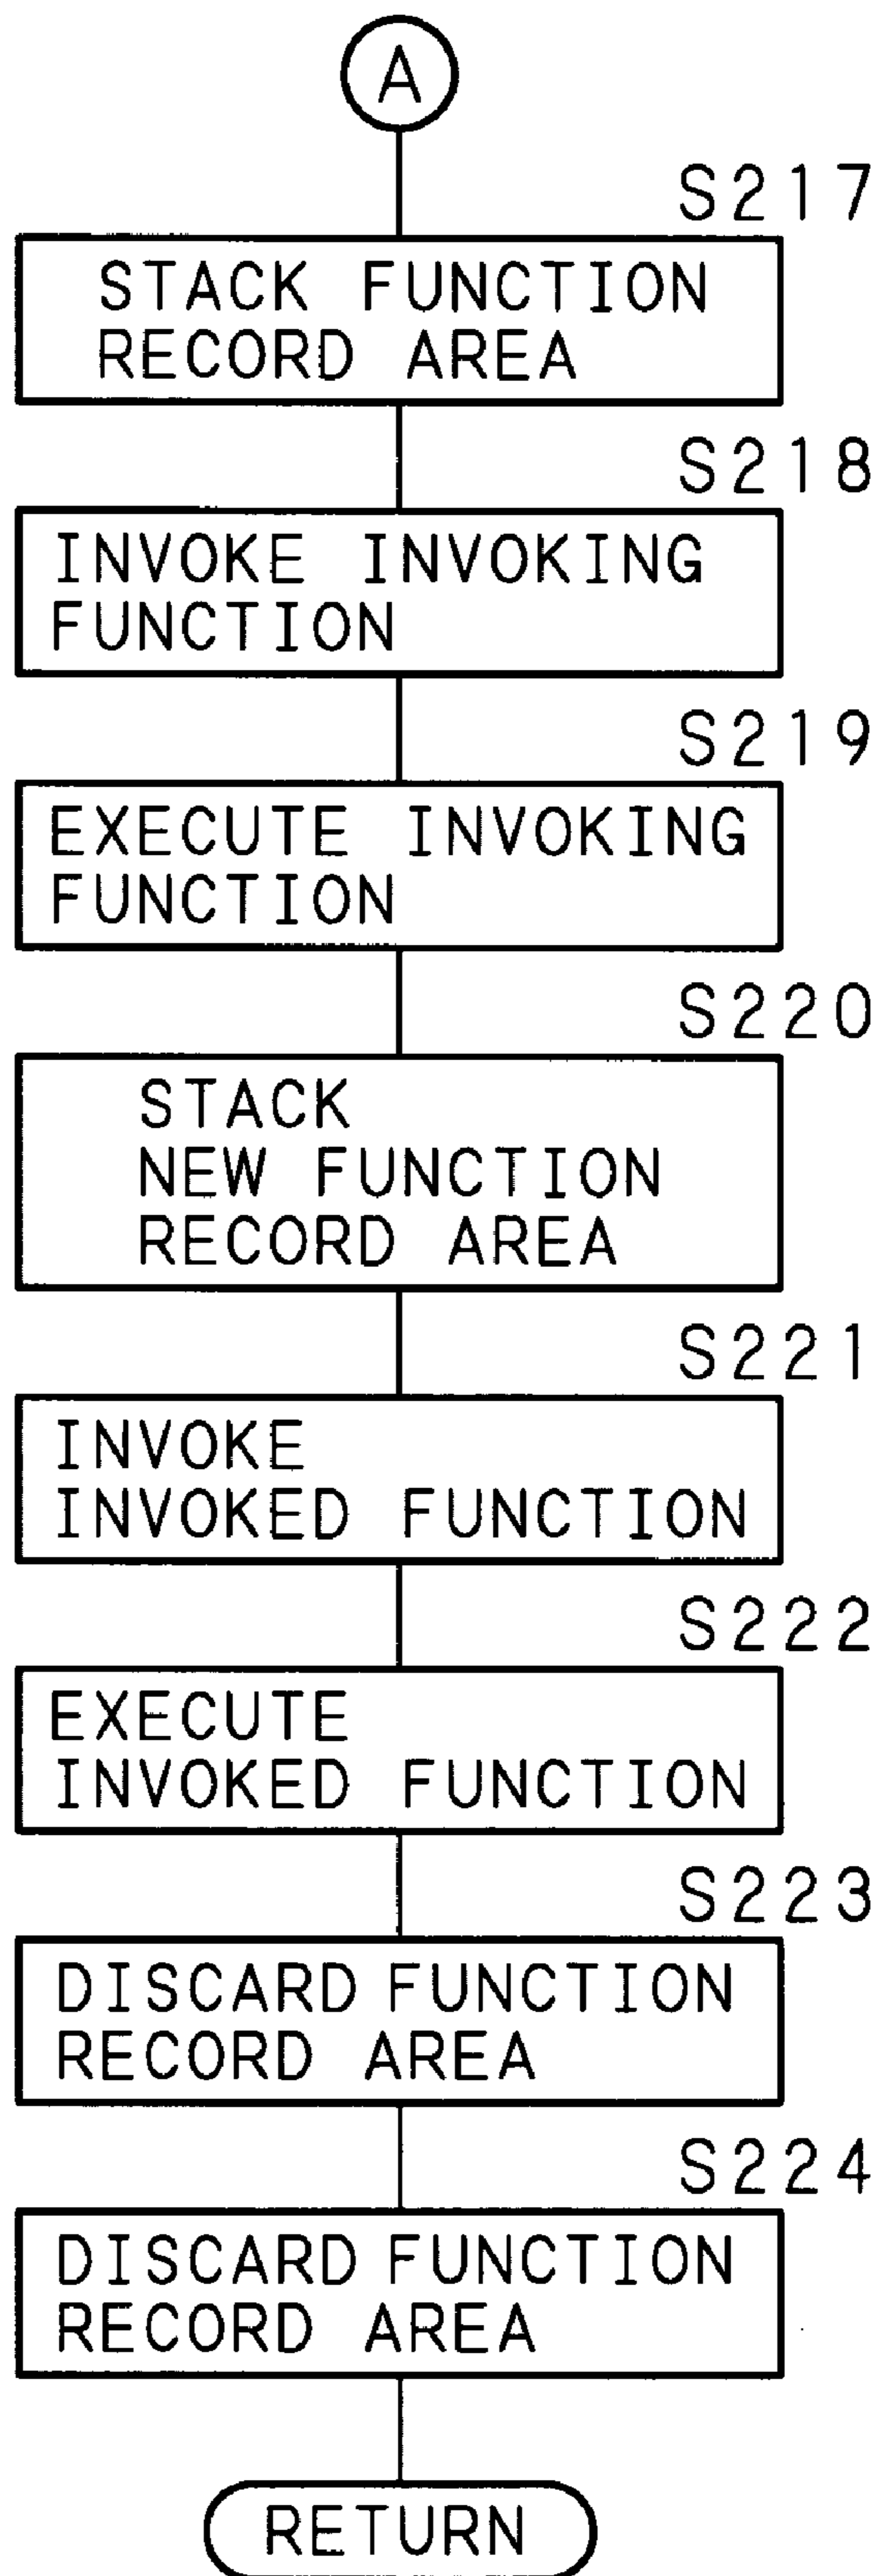 A
S217
STACK FUNCTION
RECORD AREA
S218
INVOKE INVOKING
FUNCTION
S219
EXECUTE INVOKING
FUNCTION
S220
STACK
NEW FUNCTION
RECORD AREA
S221
INVOKE
INVOKED FUNCTION
S222
EXECUTE
INVOKED FUNCTION
S223
DISCARD FUNCTION
RECORD AREA
S224
DISCARD FUNCTION
RECORD AREA
RETURN